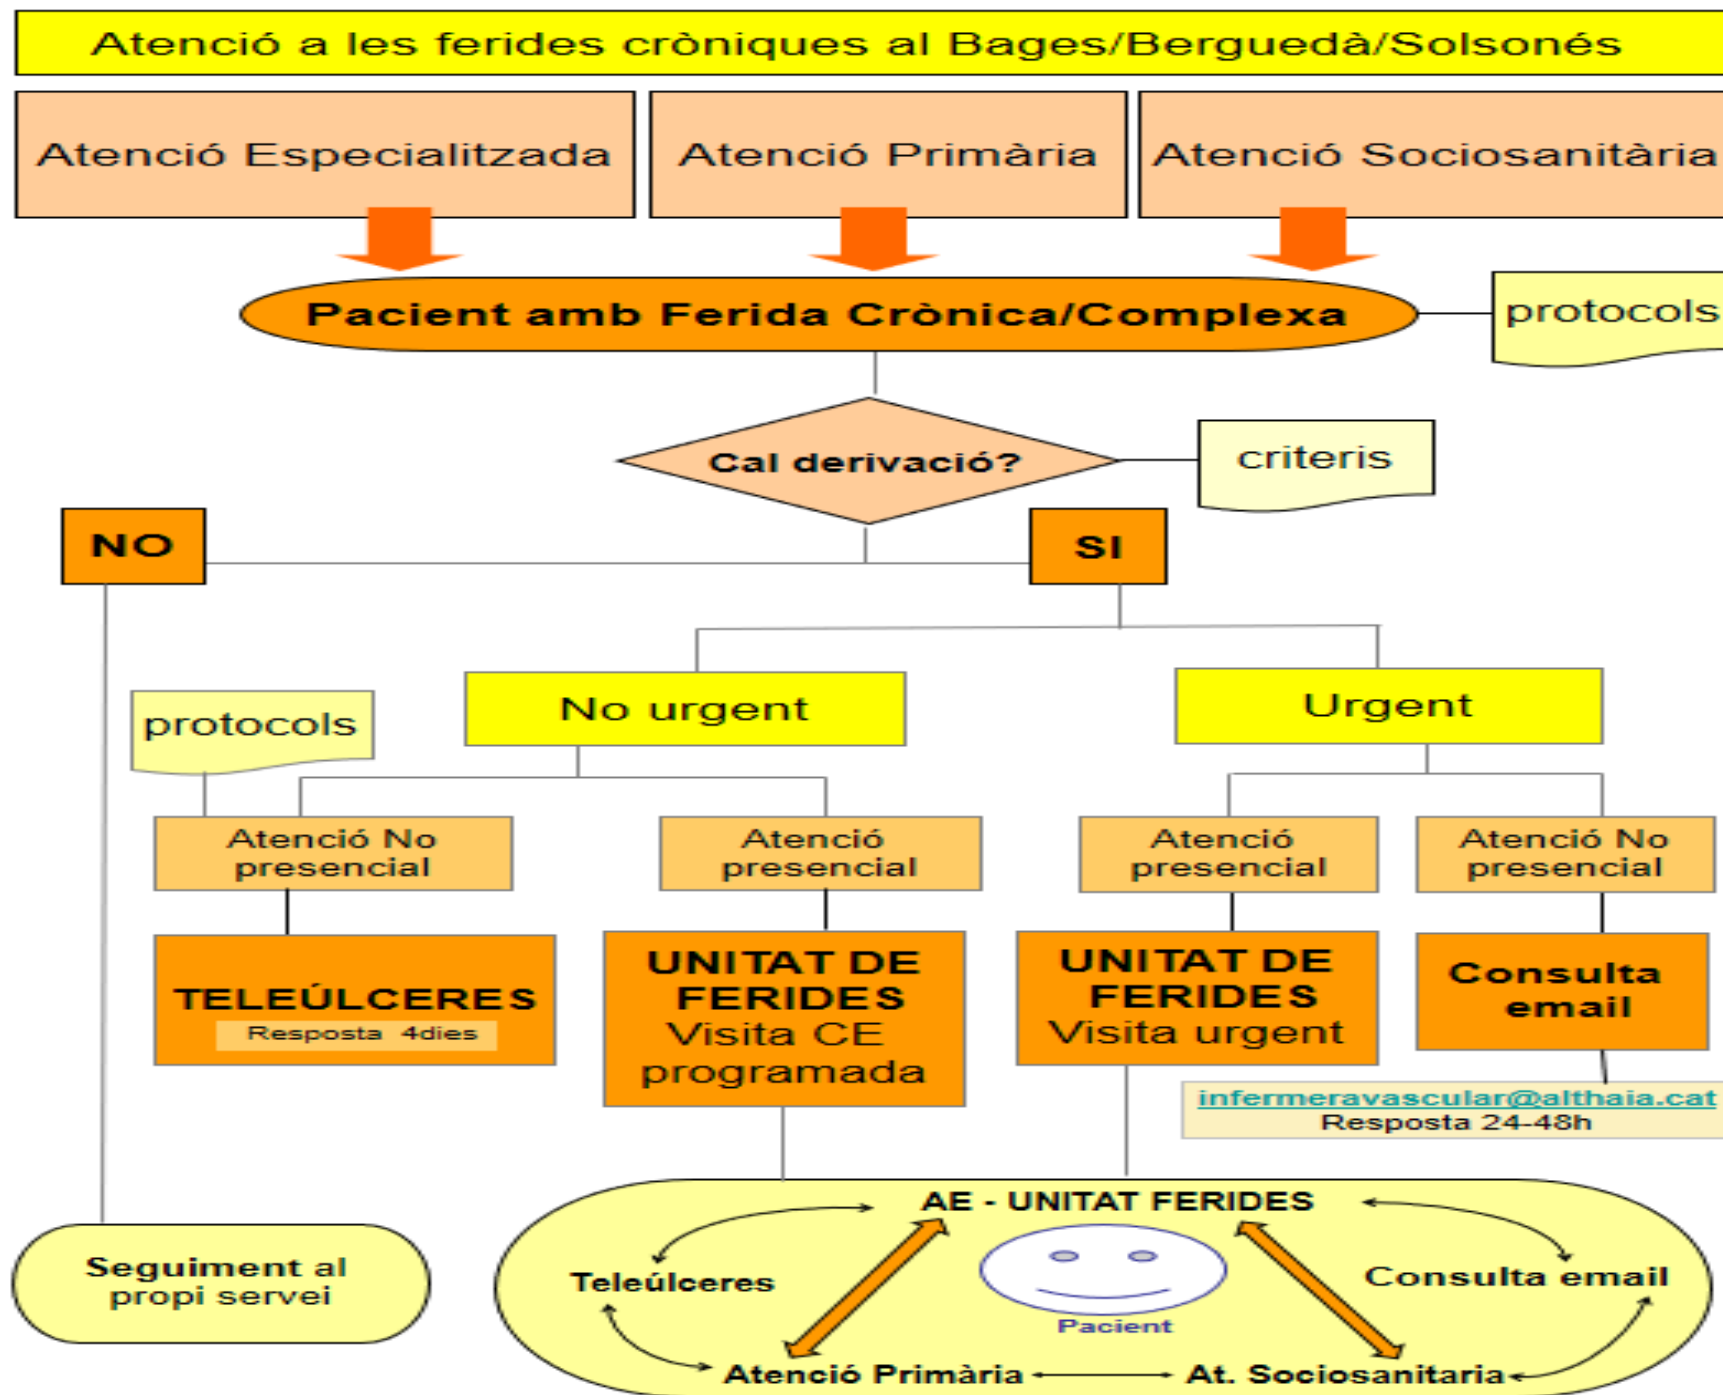 Atenció a les ferides cròniques al Bages/Berguedà/Solsonés
Atenció Especialitzada
Atenció Primària
Atenció Sociosanitària
Pacient amb Ferida Crònica/Complexa
protocols
Cal derivació?
criteris
NO
SI
No urgent
Urgent
protocols
Atenció No
presencial
Atenció
presencial
Atenció
presencial
Atenció No
presencial
TELEÚLCERES
Resposta 4dies
UNITAT DE
FERIDES
Visita CE
programada
UNITAT DE
FERIDES
Visita urgent
Consulta
email
infermeravascular@althaia.cat
Resposta 24-48h
Seguiment al
propi servei
AE - UNITAT FERIDES
Teleúlceres
Consulta email
Pacient
Atenció Primària
At. Sociosanitaria